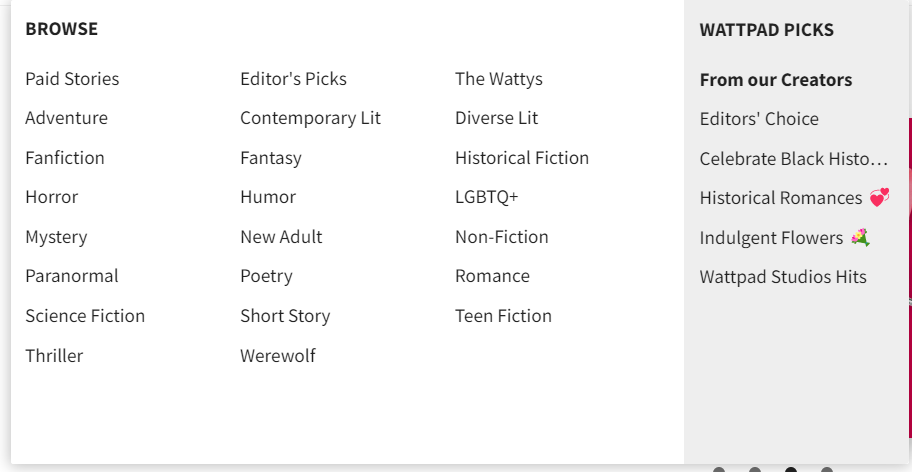 BROWSE
Paid Stories
Adventure
Fanfiction
Horror
Mystery
Paranormal
Science Fiction
Thriller
Editor's Picks
Contemporary Lit
Fantasy
Humor
New Adult
Poetry
Short Story
Werewolf
The Wattys
Diverse Lit
Historical Fiction
LGBTQ+
Non-Fiction
Romance
Teen Fiction
WATTPAD PICKS
From our Creators
Editors' Choice
Celebrate Black Histo...
Historical Romances 💞
Indulgent Flowers 💐
Wattpad Studios Hits